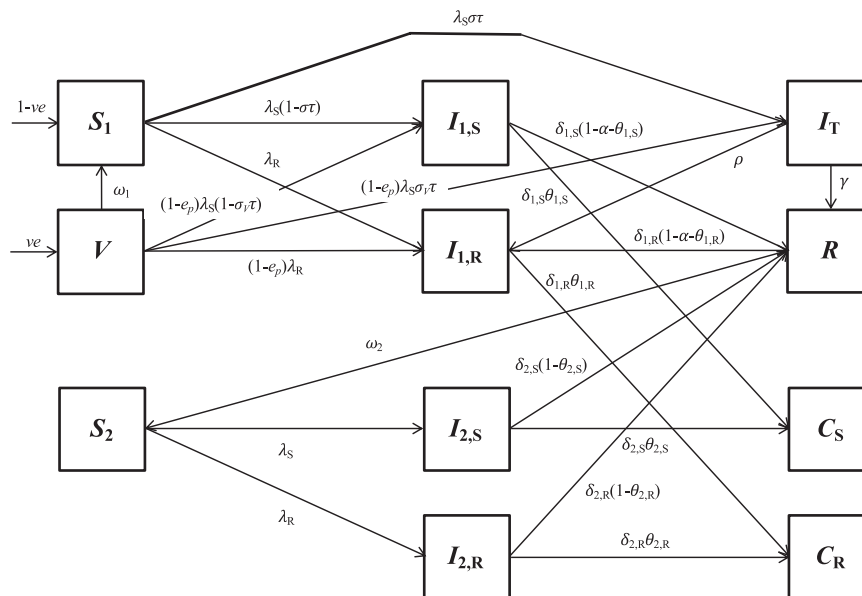 λSστ
1-ve
S1
λS(1-στ)
I1,S
δ1,S(1-α-θ1,S)
IT
λR
ρ
γ
ω1
(1-ep)λS(1-σVτ)
(1-ep)λSσVτ
δ1,Sθ1,S
ve
V
(1-ep)λR
I1,R
δ1,R(1-α-θ1,R)
R
δ1,Rθ1,R
ω2
δ2,S(1-θ2,S)
S2
λS
I2,S
δ2,Sθ2,S
CS
δ2,R(1-θ2,R)
λR
I2,R
δ2,Rθ2,R
CR